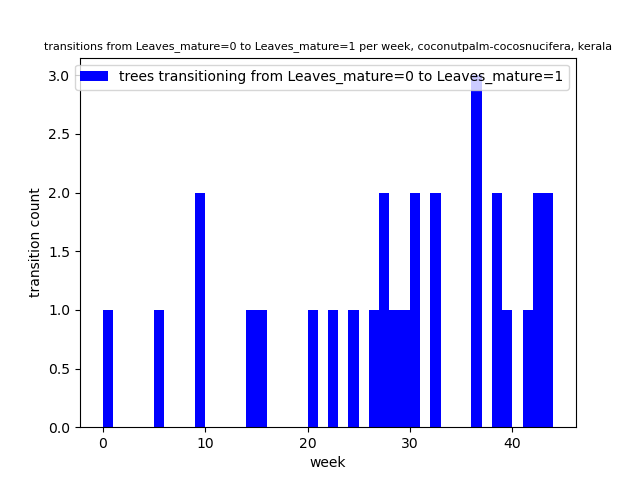 transitions from Leaves_mature=0 to Leaves_mature=1 per week, coconutpalm-cocosnucifera, kerala
trees transitioning from Leaves_mature=0 to Leaves_mature=1
3.0
2.5
2.0
1.5
1.0
0.5
0.0
transition count
0 10 20 30 40
week